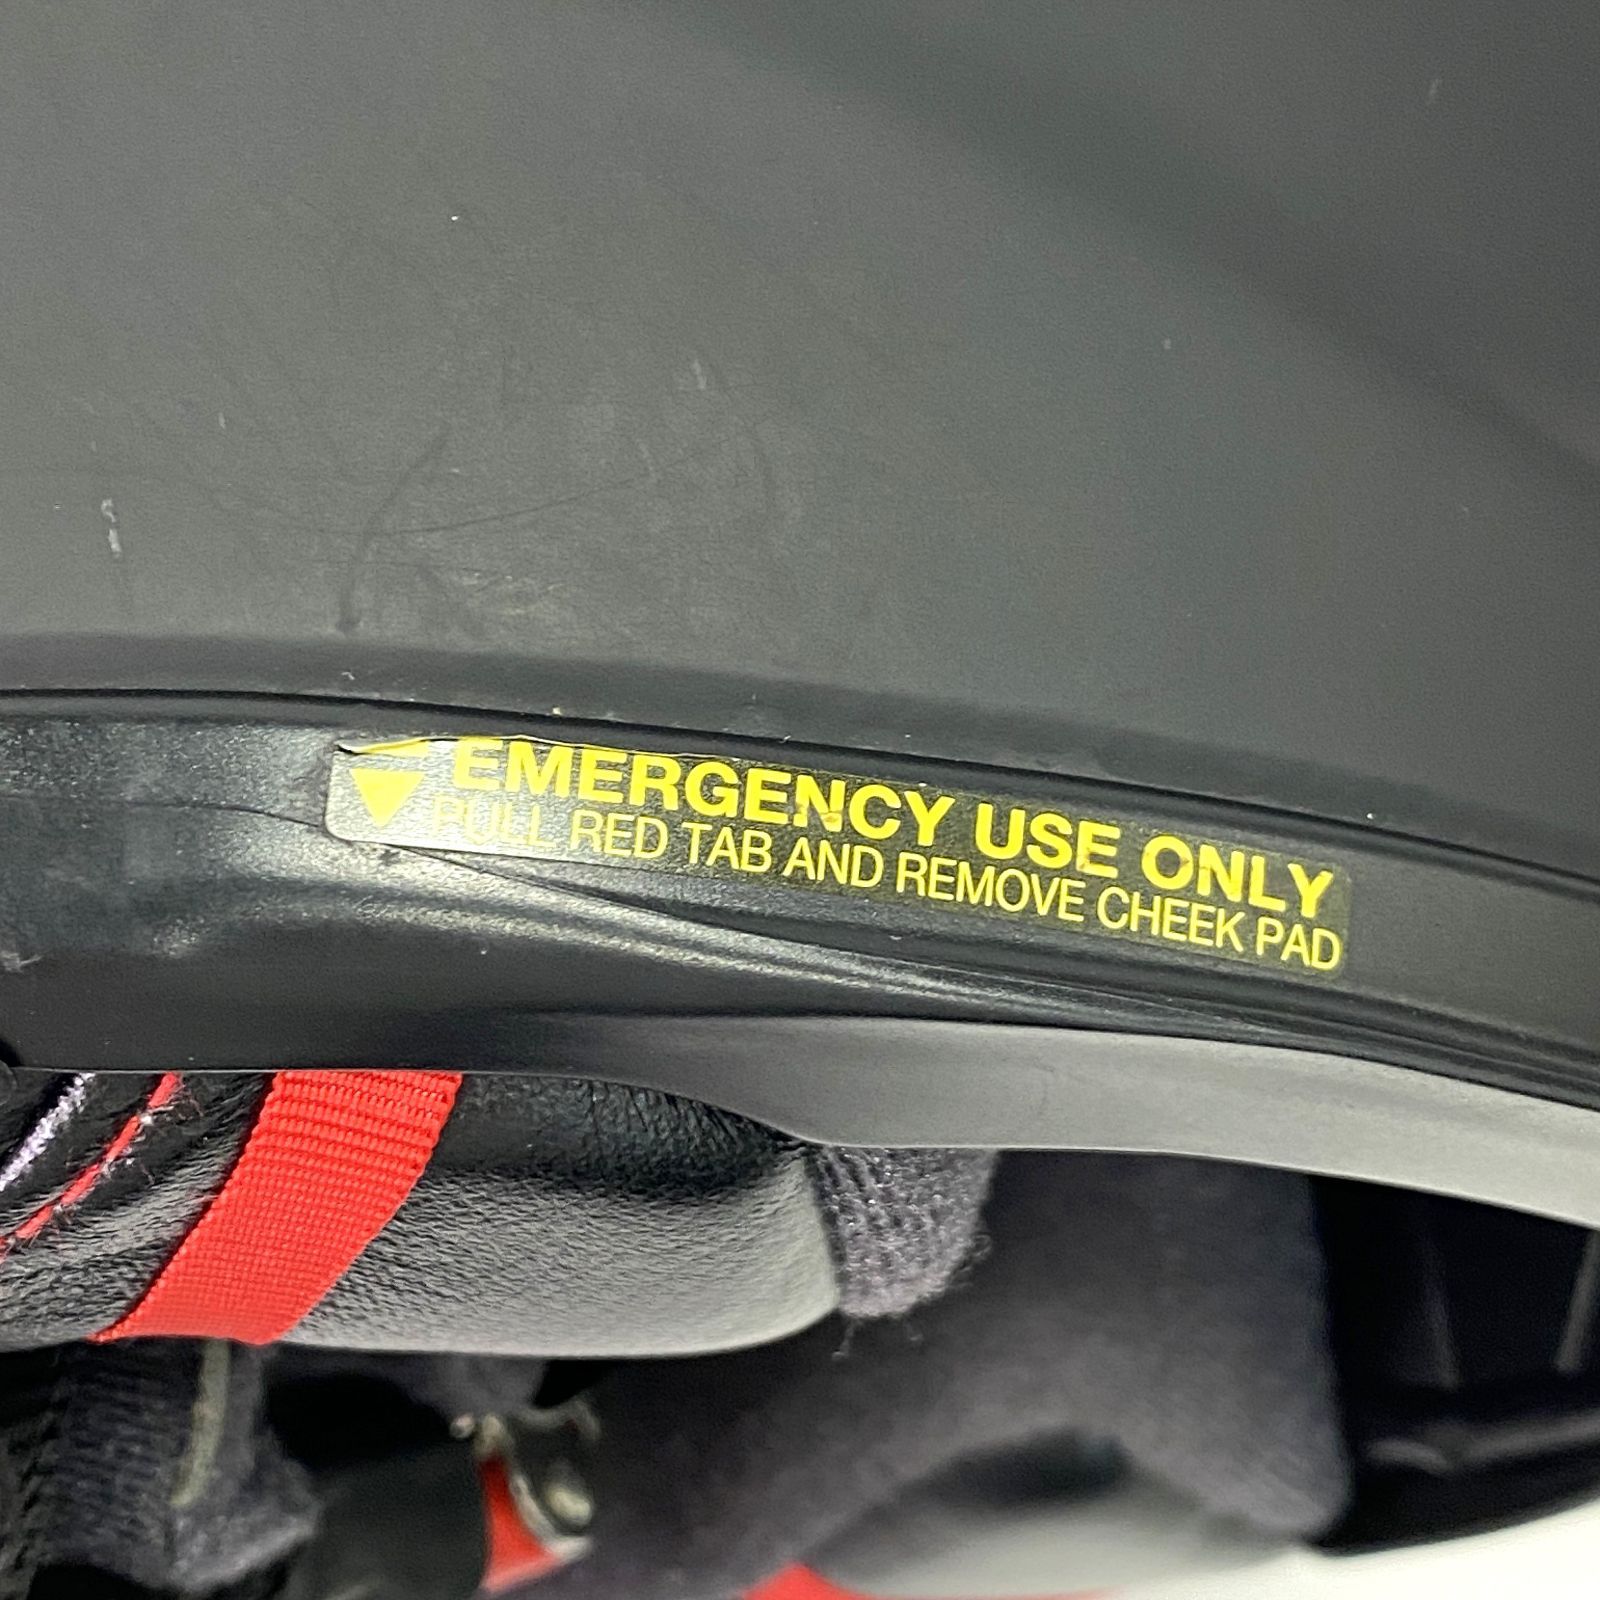 EMERGENCY USE ONLY
PULL RED TAB AND REMOVE CHEEK PAD